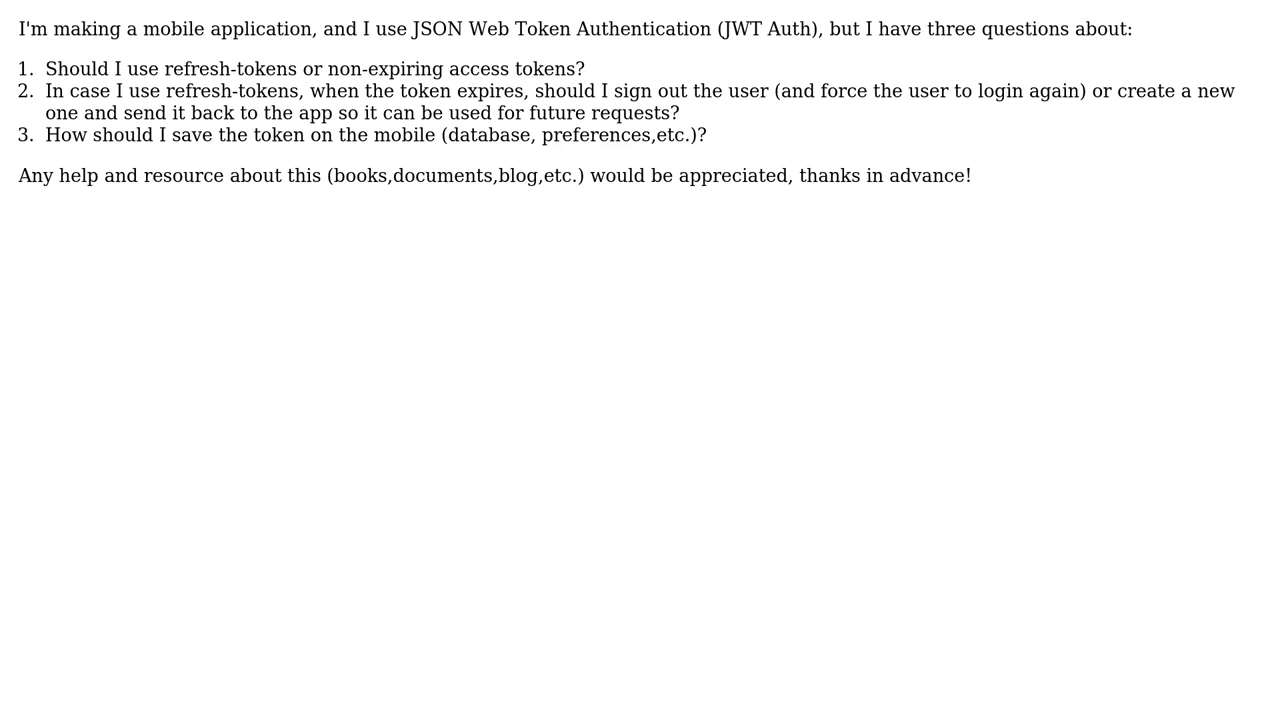 I'm making a mobile application, and I use JSON Web Token Authentication (JWT Auth), but I have three questions about:
1. Should I use refresh-tokens or non-expiring access tokens?
2. In case I use refresh-tokens, when the token expires, should I sign out the user (and force the user to login again) or create a new
one and send it back to the app so it can be used for future requests?
3. How should I save the token on the mobile (database, preferences,etc.)?
Any help and resource about this (books,documents,blog,etc.) would be appreciated, thanks in advance!